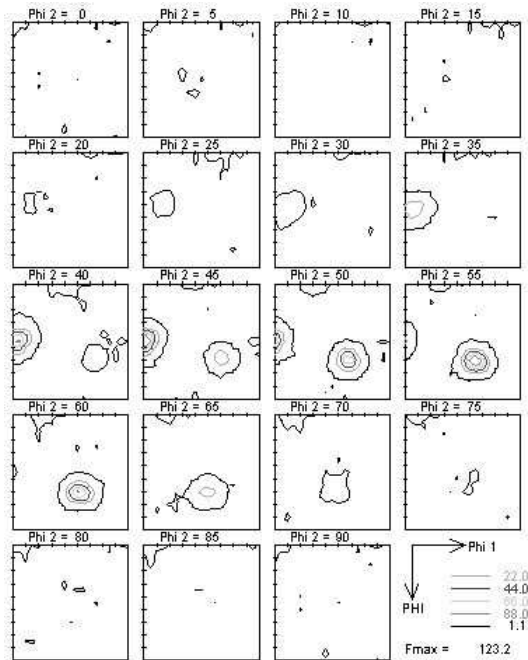 Phi 2 = 0 Phi 2 = 5 Phi 2 = 10 Phi 2 = 15
Phi 2 = 20 Phi 2 = 25 Phi 2 = 30 Phi 2 = 35
Phi 2 = 40 Phi 2 = 45 Phi 2 = 50 Phi 2 = 55
Phi 2 = 60 Phi 2 = 65 Phi 2 = 70 Phi 2 = 75
Phi 2 = 80 Phi 2 = 85 Phi 2 = 90
Phi 1
PHI
22.0
44.0
66.0
88.0
1.1
Fmax = 123.2